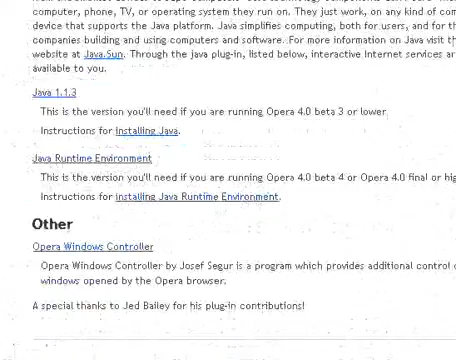 computer, phone, TV, or operating system they run on. They just work, on any kind of com
device that supports the Java platform. Java simplifies computing, both for users, and for th
companies building and using computers and software. For more information on Java visit th
website at Java.Sun. Through the java plug-in, listed below, interactive Internet services ar
available to you.
Java 1.1.3
This is the version you'll need if you are running Opera 4.0 beta 3 or lower
Instructions for installing Java.
Java Runtime Environment
This is the version you'll need if you are running Opera 4.0 beta 4 or Opera 4.0 final or hig
Instructions for installing Java Runtime Environment.
Other
Opera Windows Controller
Opera Windows Controller by Josef Segur is a program which provides additional control
windows opened by the Opera browser.
A special thanks to Jed Bailey for his plug-in contributions!